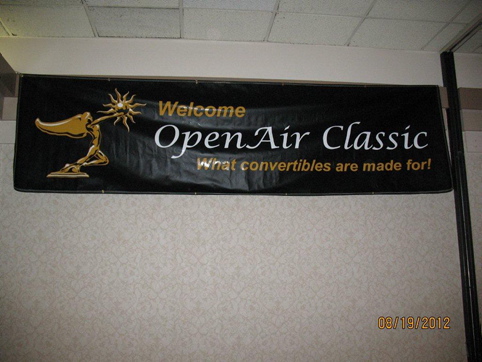 Welcome
OpenAir Classic
What convertibles are made for!
08/19/2012